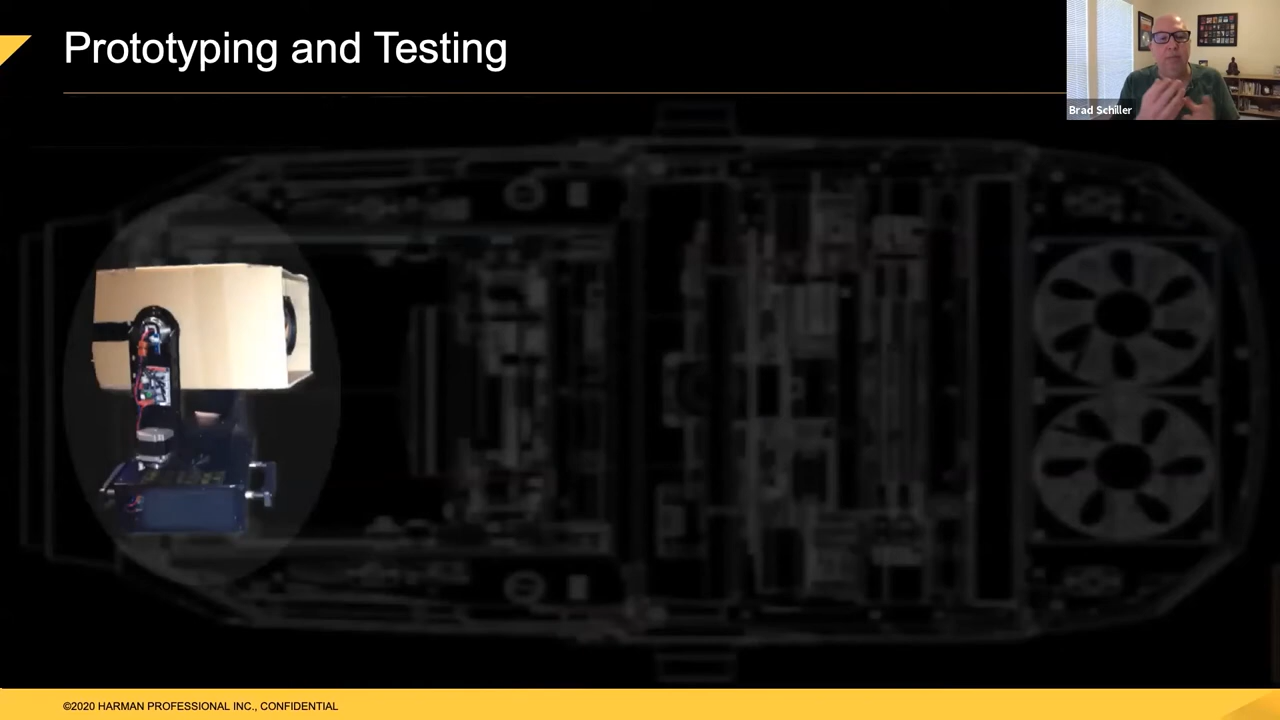 Prototyping and Testing
Brad Schiller
©2020 HARMAN PROFESSIONAL INC., CONFIDENTIAL